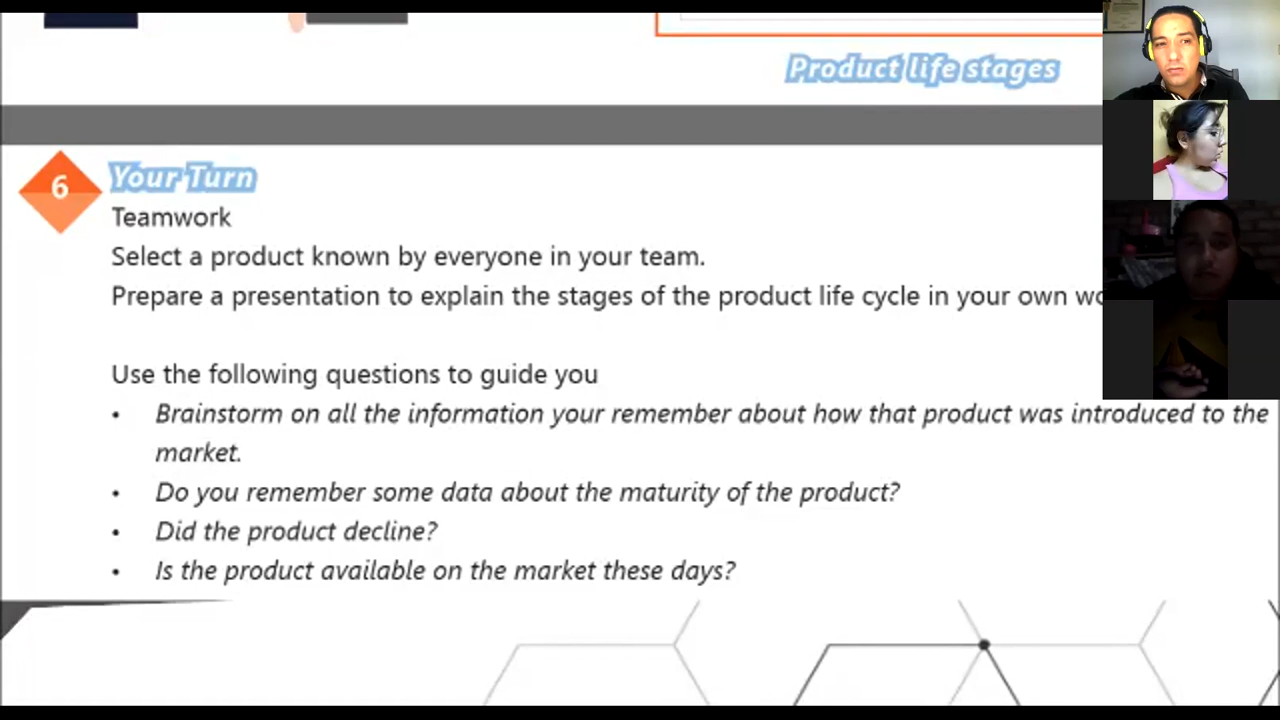 Product life stages
6
Your Turn
Teamwork
Select a product known by everyone in your team.
Prepare a presentation to explain the stages of the product life cycle in your own
Use the following questions to guide you
• Brainstorm on all the information your remember about how that product was introduced to the
market.
• Do you remember some data about the maturity of the product?
• Did the product decline?
• Is the product available on the market these days?